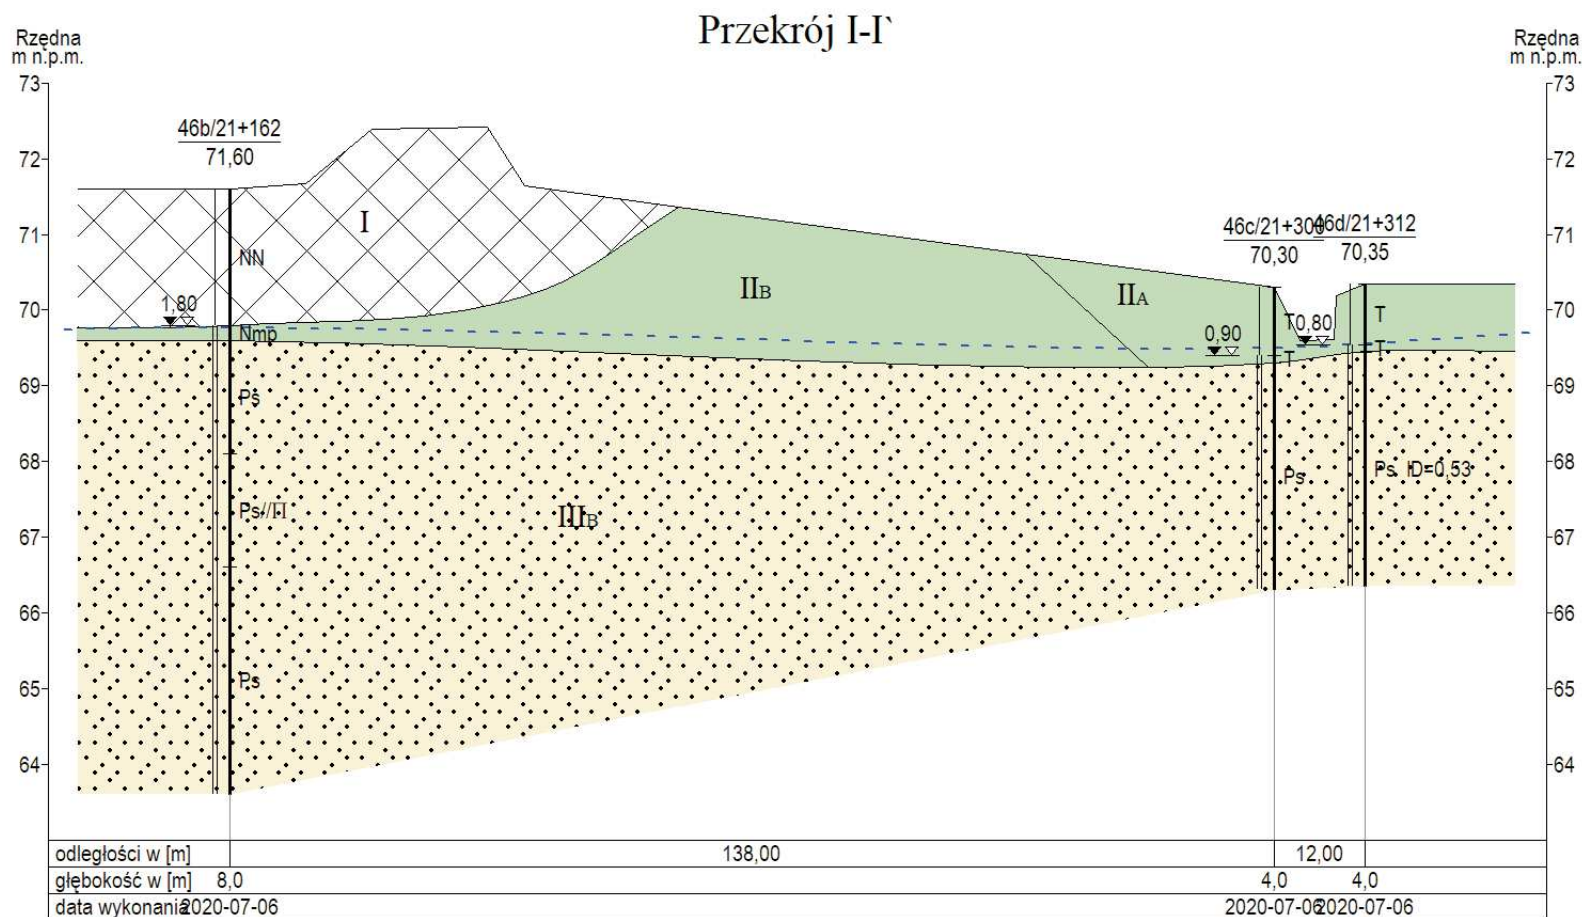 Przekrój I-I`
Rzędna
m n.p.m.
Rzędna
m n.p.m.
73
73
46b/21+162
71,60
72
72
46c/21+300
70,30
46d/21+312
70,35
71
71
I
NN
IIB
IIA
1,80
70
70
T
0,80
T
Nmp
0,90
T
T
69
69
Ps
68
68
Ps
Ps ID=0,53
Ps//Π
IIIB
67
67
66
66
65
65
Ps
64
64
odległości w [m] 138,00 12,00
głębokość w [m] 8,0 4,0 4,0
data wykonania 2020-07-06 2020-07-06 2020-07-06